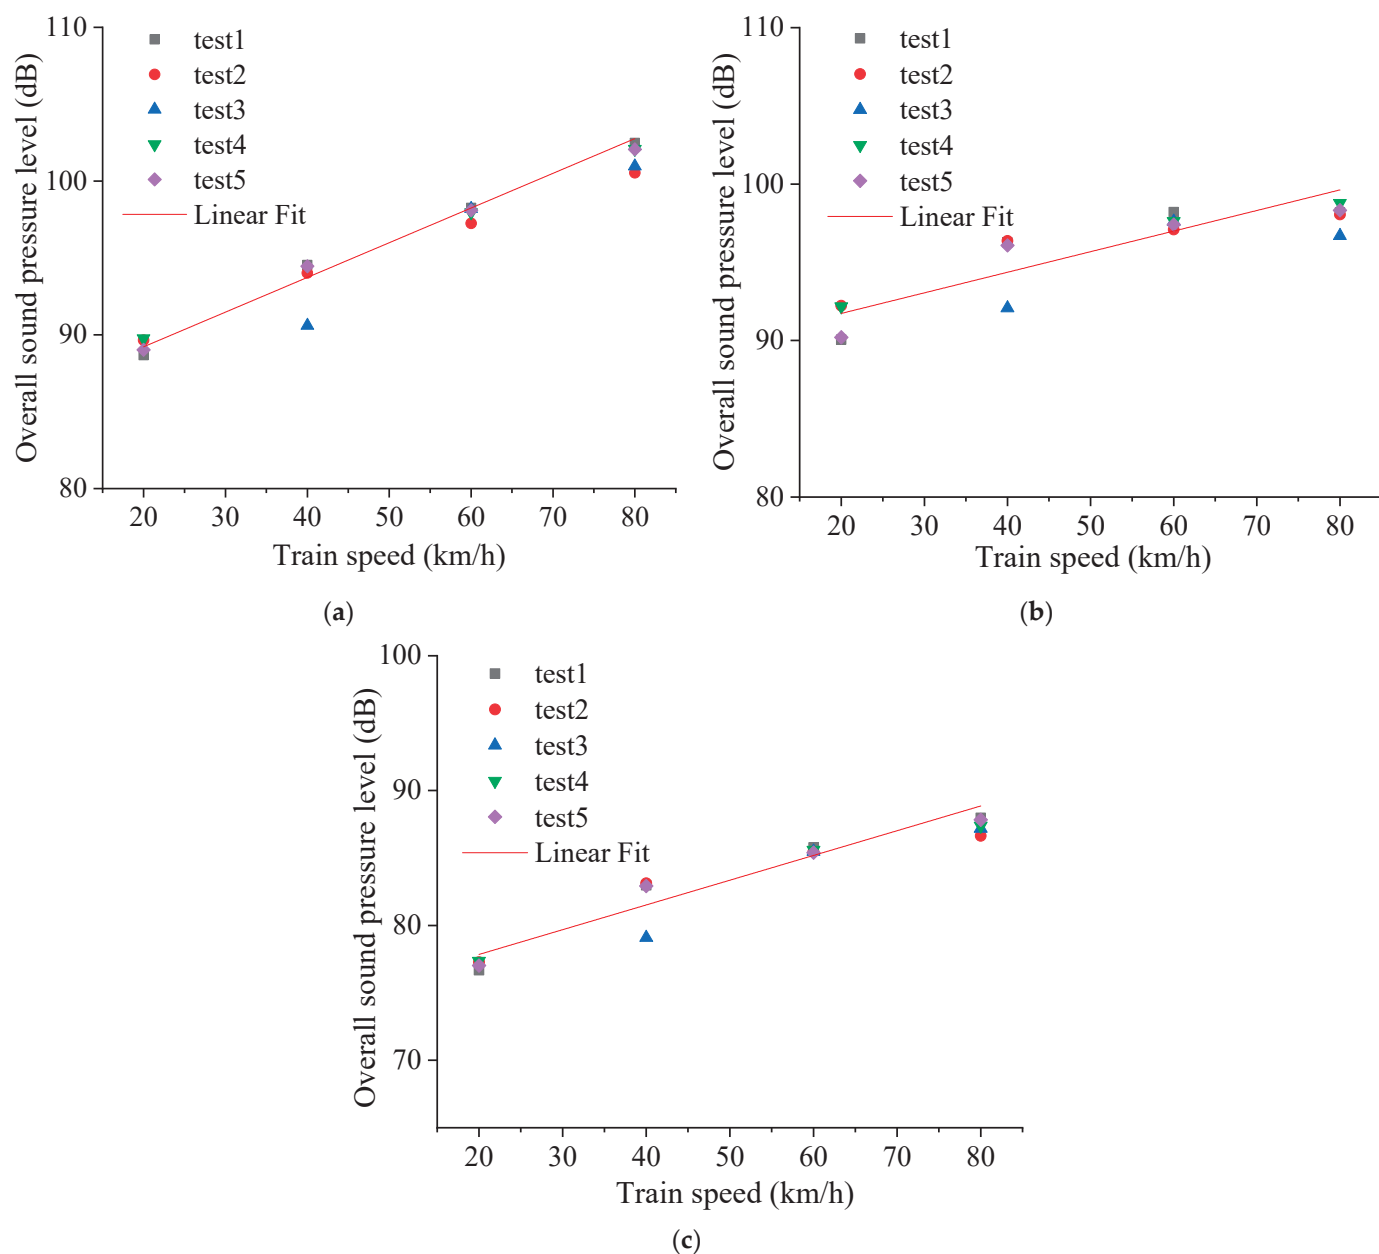 Overall sound pressure level (dB)
110
100
90
80
test1
test2
test3
test4
test5
Linear Fit
20 30 40 50 60 70 80
Train speed (km/h)
(a)
Overall sound pressure level (dB)
110
100
90
80
test1
test2
test3
test4
test5
Linear Fit
20 30 40 50 60 70 80
Train speed (km/h)
(b)
Overall sound pressure level (dB)
100
90
80
70
test1
test2
test3
test4
test5
Linear Fit
20 30 40 50 60 70 80
Train speed (km/h)
(c)